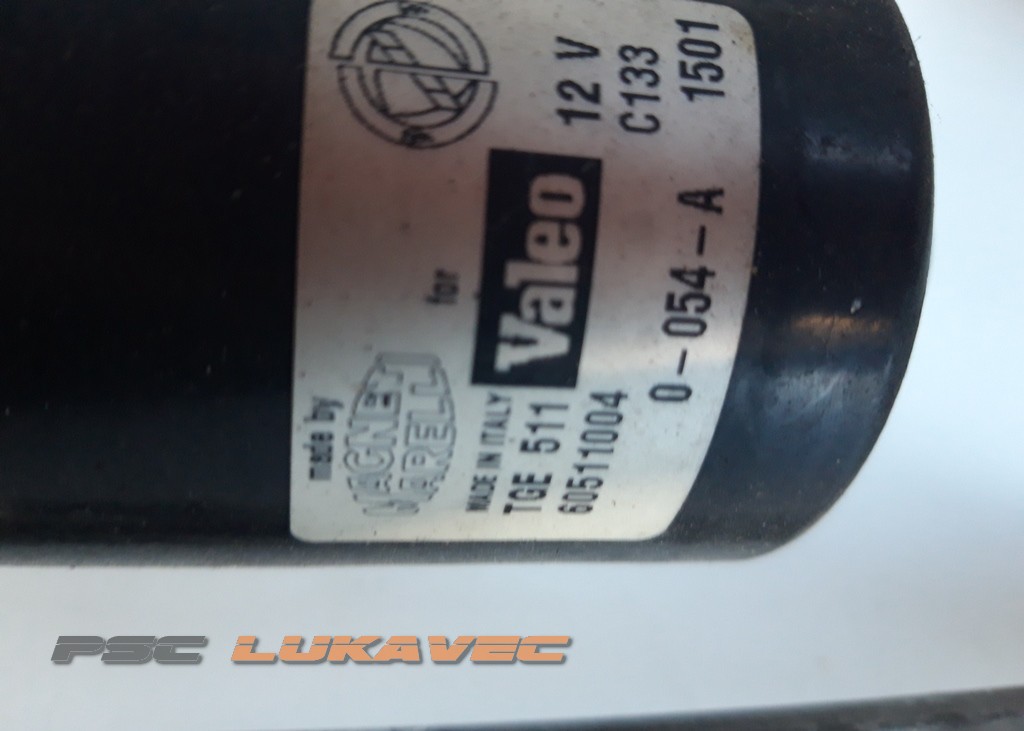 made by
MAGNETI
MARELLI
for
Valeo
MADE IN ITALY
TGE 511
12 V
60511004
C133
0-054-A
1501
PSC LUKAVEC